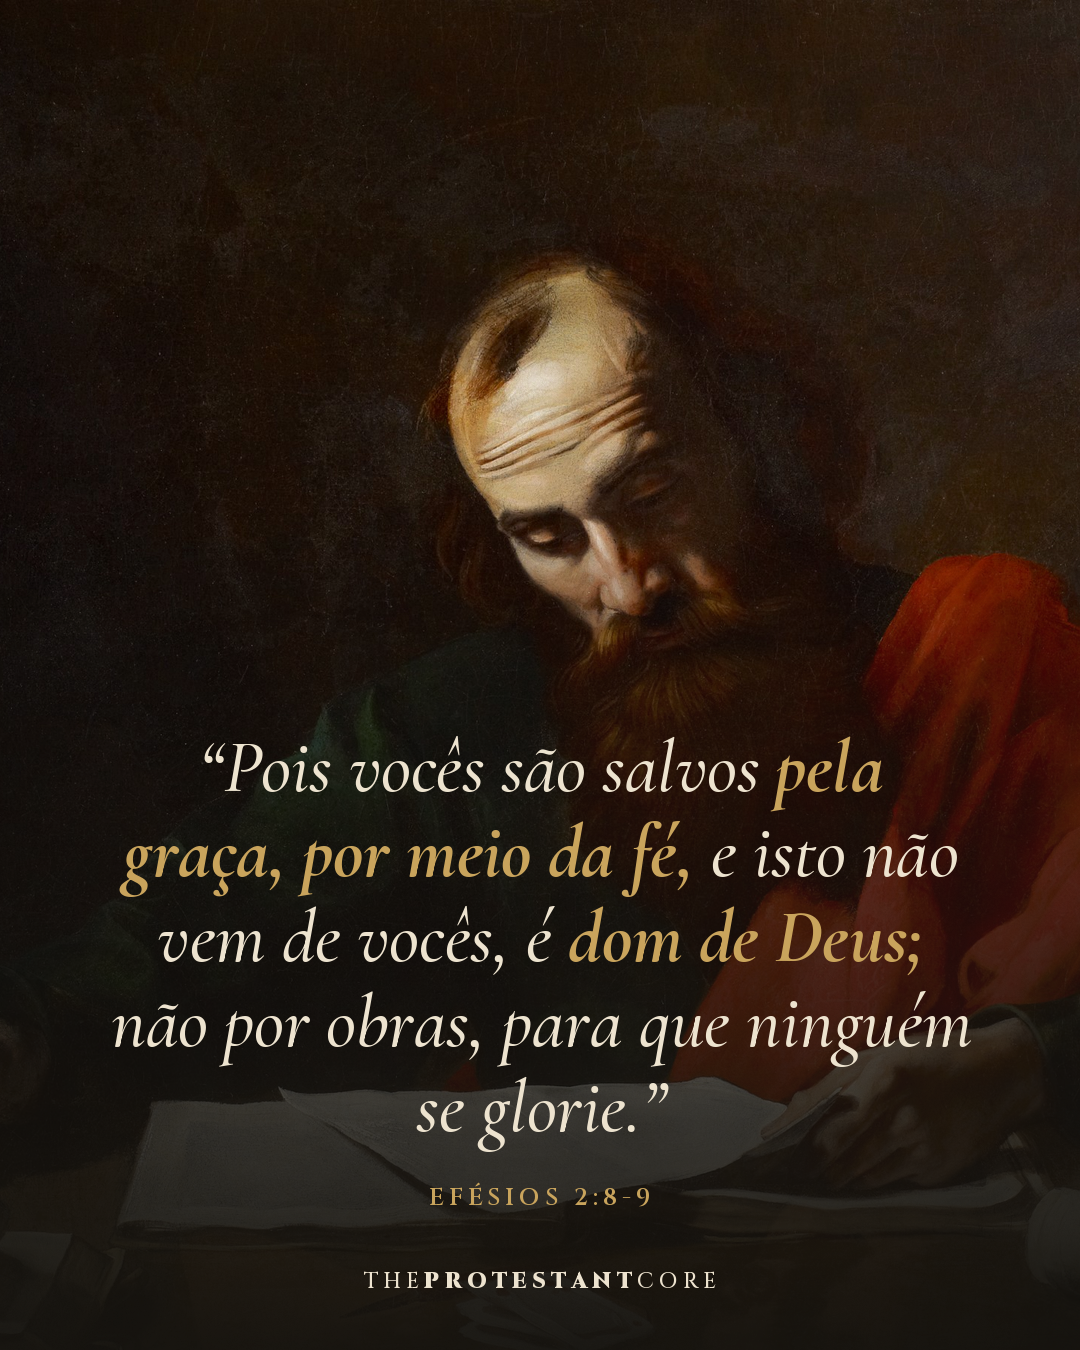 “Pois vocês são salvos pela
graça, por meio da fé, e isto não
vem de vocês, é dom de Deus;
não por obras, para que ninguém
se glorie.”
EFÉSIOS 2:8-9
THEPROTESTANTCORE